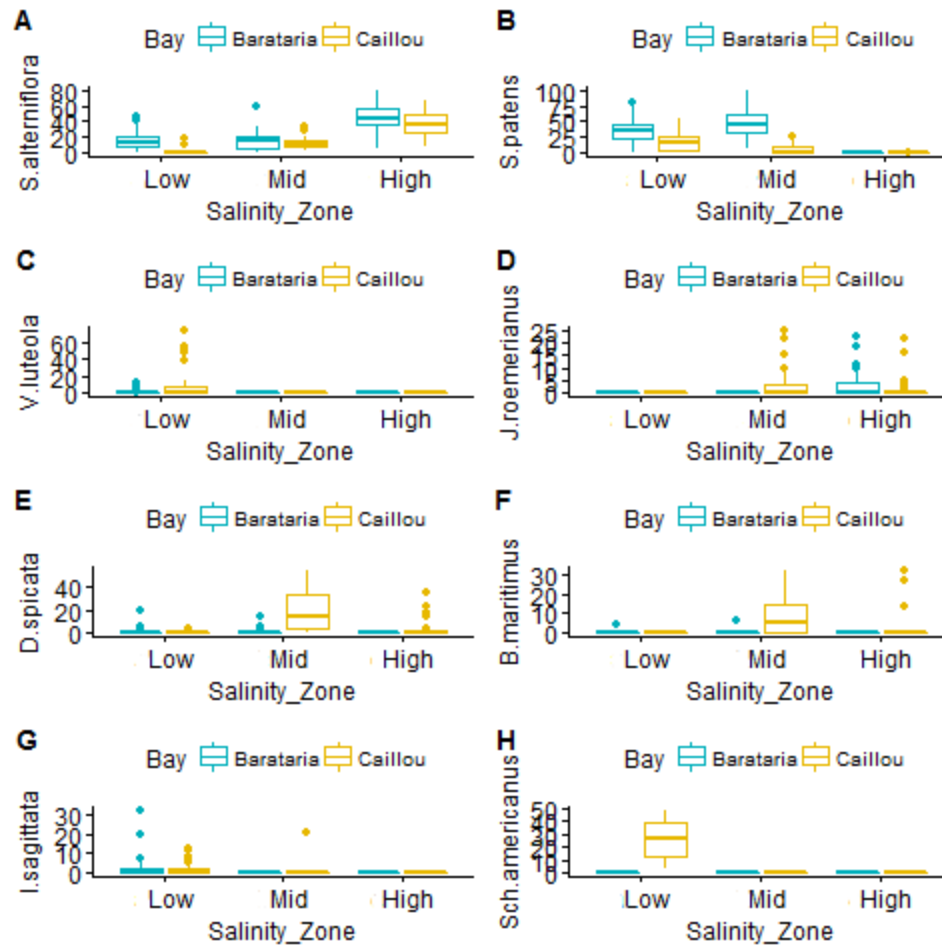 A
Bay Barataria Caillou
S.alterniflora
80
60
40
20
0
Low Mid High
Salinity_Zone
B
Bay Barataria Caillou
S.patens
100
75
50
25
0
Low Mid High
Salinity_Zone
C
Bay Barataria Caillou
V.luteola
60
40
20
0
Low Mid High
Salinity_Zone
D
Bay Barataria Caillou
J.roemerianus
25
20
15
10
5
0
Low Mid High
Salinity_Zone
E
Bay Barataria Caillou
D.spicata
40
20
0
Low Mid High
Salinity_Zone
F
Bay Barataria Caillou
B.maritimus
30
20
10
0
Low Mid High
Salinity_Zone
G
Bay Barataria Caillou
I.sagittata
30
20
10
0
Low Mid High
Salinity_Zone
H
Bay Barataria Caillou
Sch.americanus
50
40
30
20
10
0
Low Mid High
Salinity_Zone